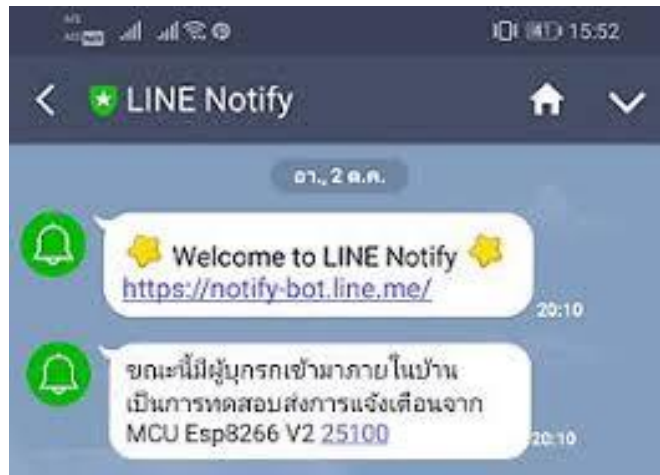 15:52
LINE Notify
อา., 2 ต.ค.
Welcome to LINE Notify
https://notify-bot.line.me/
20:10
ขณะนี้มีผู้บุกรกเข้ามาภายในบ้าน
เป็นการทดสอบส่งการแจ้งเตือนจาก
MCU Esp8266 V2 25100
20:10